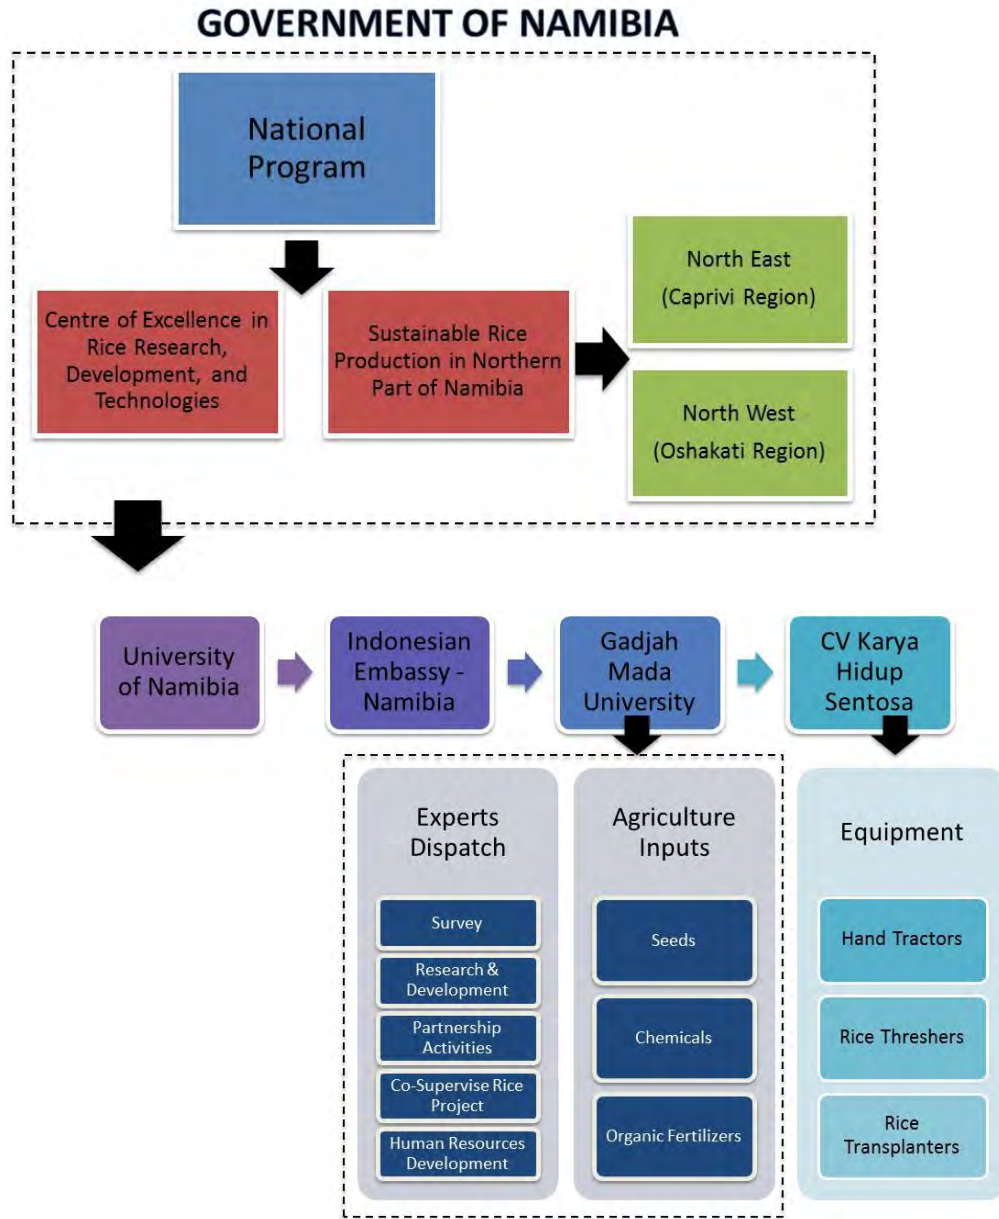 GOVERNMENT OF NAMIBIA
National
Program
Centre of Excellence in
Rice Research,
Development, and
Technologies
Sustainable Rice
Production in Northern
Part of Namibia
North East
(Caprivi Region)
North West
(Oshakati Region)
University
of Namibia
Indonesian
Embassy -
Namibia
Gadjah
Mada
University
CV Karya
Hidup
Sentosa
Experts
Dispatch
Survey
Research &
Development
Partnership
Activities
Co-Supervise Rice
Project
Human Resources
Development
Agriculture
Inputs
Seeds
Chemicals
Organic Fertilizers
Equipment
Hand Tractors
Rice Threshers
Rice
Transplanters